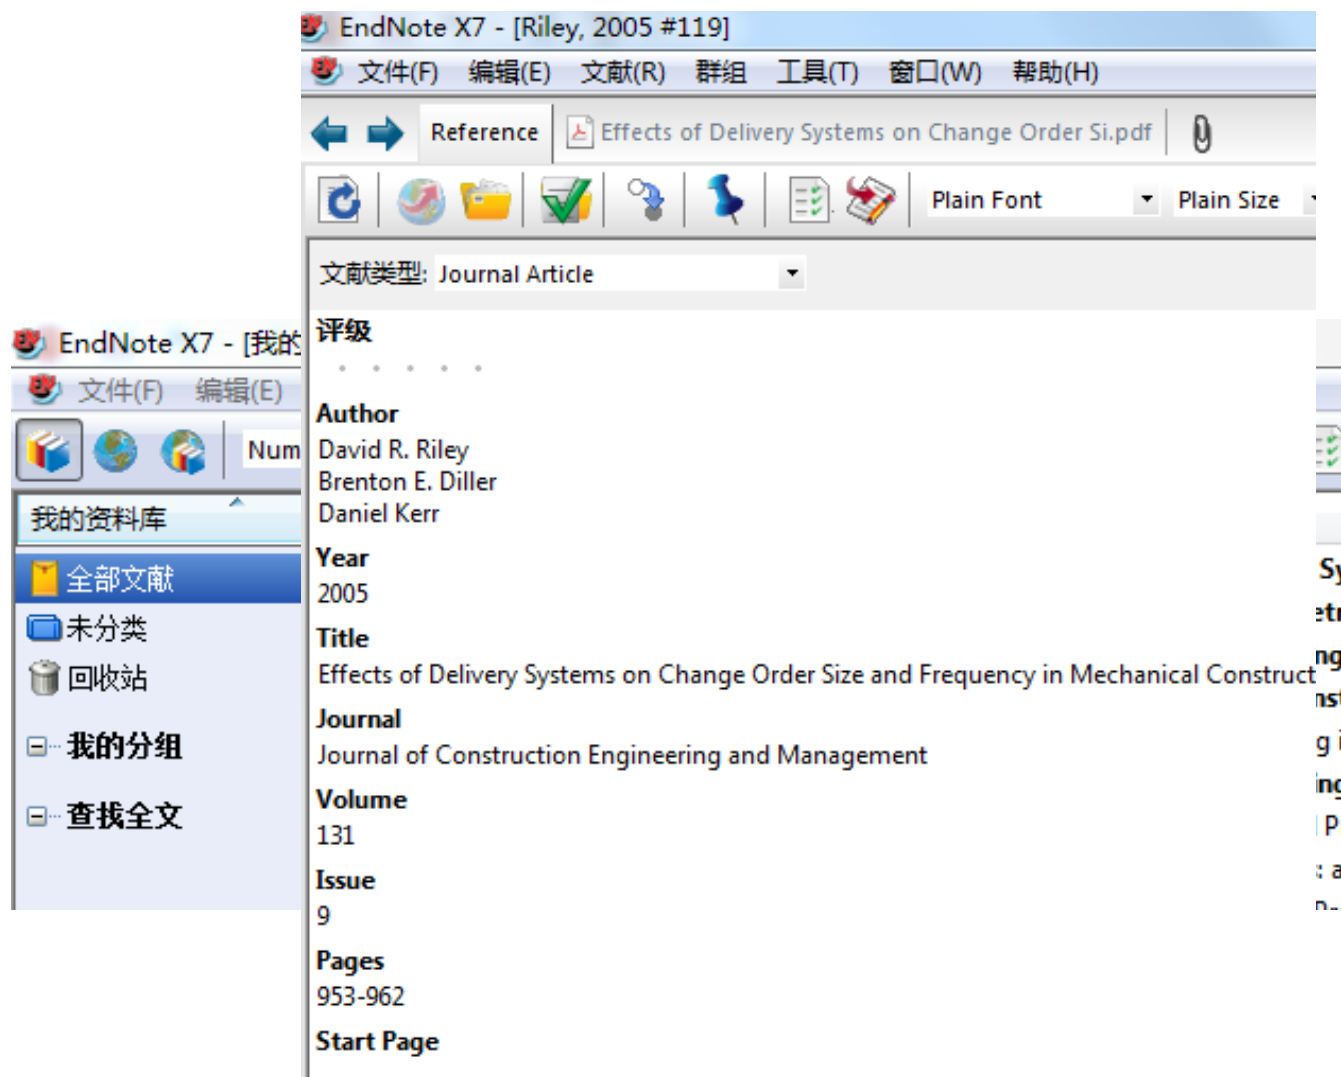 EndNote X7 - [Riley, 2005 #119]
文件(F) 编辑(E) 文献(R) 群组 工具(T) 窗口(W) 帮助(H)
Reference Effects of Delivery Systems on Change Order Si.pdf
Plain Font Plain Size
文献类型: Journal Article
评级
Author
David R. Riley
Brenton E. Diller
Daniel Kerr
Year
2005
Title
Effects of Delivery Systems on Change Order Size and Frequency in Mechanical Construct
Journal
Journal of Construction Engineering and Management
Volume
131
Issue
9
Pages
953-962
Start Page
EndNote X7 - [我的
文件(F) 编辑(E)
Num
我的资料库
全部文献
未分类
回收站
我的分组
查找全文